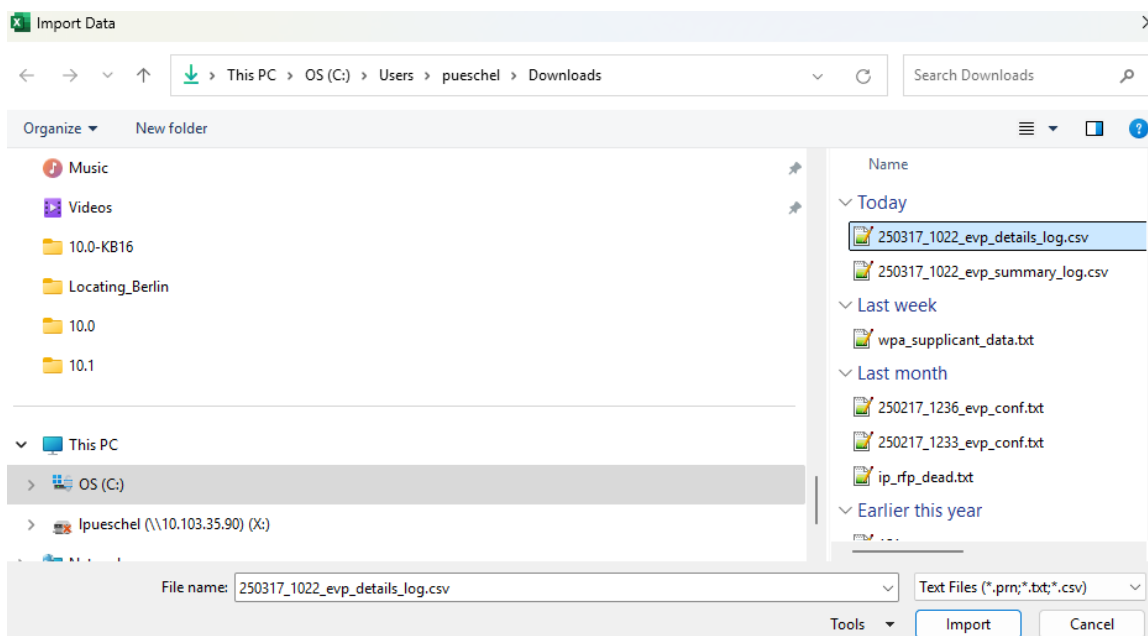 Import Data
This PC > OS (C:) > Users > pueschel > Downloads
Search Downloads
Organize
New folder
Music
Videos
10.0-KB16
Locating_Berlin
10.0
10.1
This PC
OS (C:)
lpueschel (\\10.103.35.90) (X:)
Name
Today
250317_1022_evp_details_log.csv
250317_1022_evp_summary_log.csv
Last week
wpa_supplicant_data.txt
Last month
250217_1236_evp_conf.txt
250217_1233_evp_conf.txt
ip_rfp_dead.txt
Earlier this year
File name: 250317_1022_evp_details_log.csv
Text Files (*.prn;*.txt;*.csv)
Tools
Import
Cancel